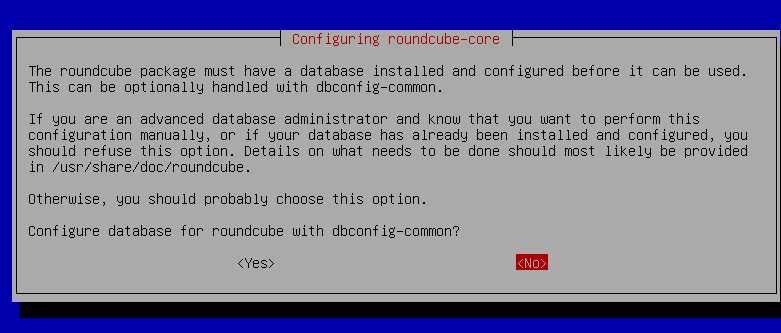 Configuring roundcube-core
The roundcube package must have a database installed and configured before it can be used.
This can be optionally handled with dbconfig-common.
If you are an advanced database administrator and know that you want to perform this
configuration manually, or if your database has already been installed and configured, you
should refuse this option. Details on what needs to be done should most likely be provided
in /usr/share/doc/roundcube.
Otherwise, you should probably choose this option.
Configure database for roundcube with dbconfig-common?
<Yes> <No>